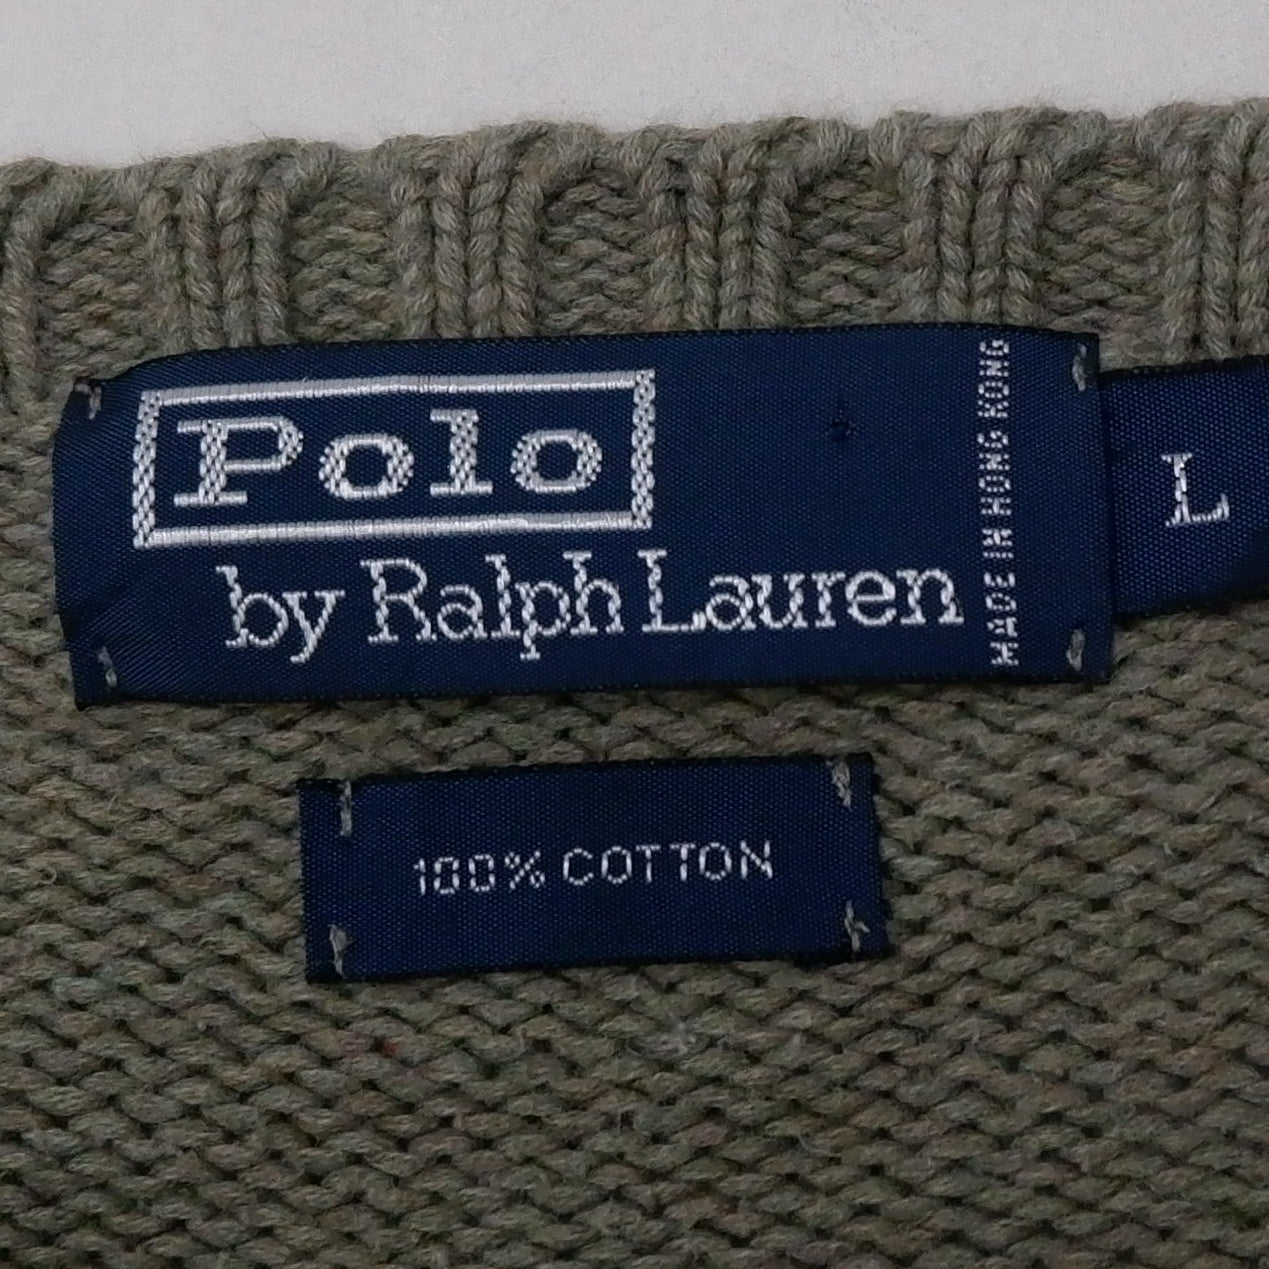 Polo
by Ralph Lauren
MADE IN HONG KONG
L
100% COTTON